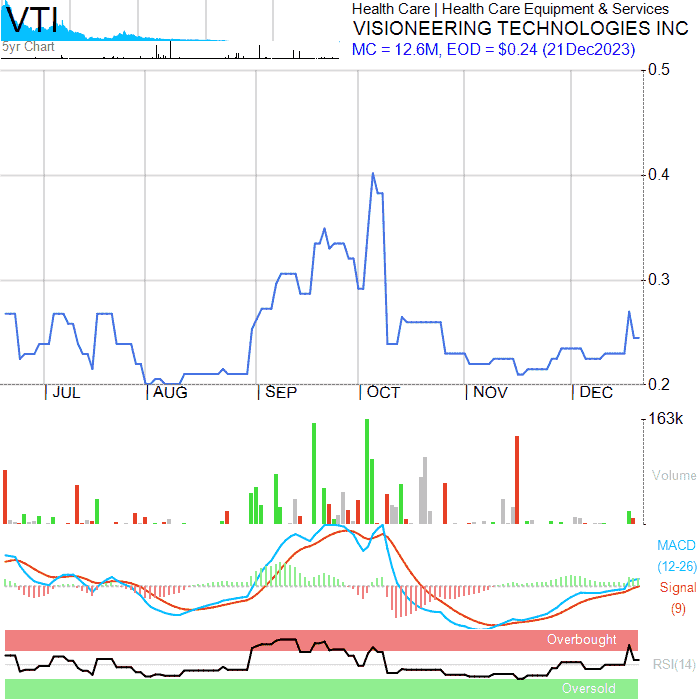 VTI
5yr Chart
Health Care | Health Care Equipment & Services
VISIONEERING TECHNOLOGIES INC
MC = 12.6M, EOD = $0.24 (21Dec2023)
0.5
0.4
0.3
0.2
JUL AUG SEP OCT NOV DEC
163k
Volume
MACD
(12-26)
Signal
(9)
Overbought
RSI(14)
Oversold